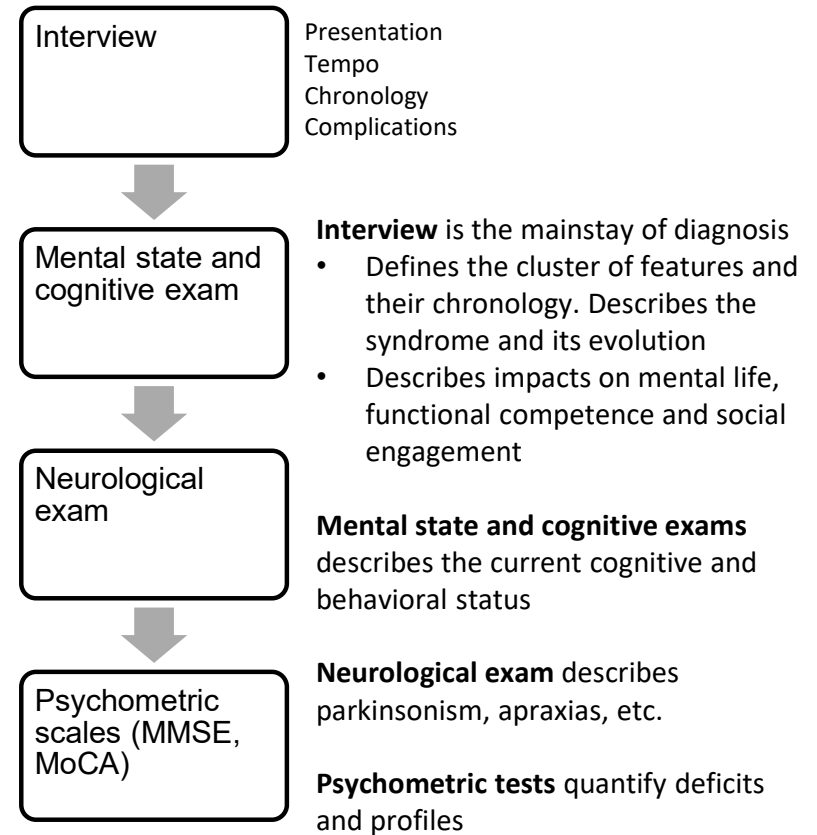 Interview
Presentation
Tempo
Chronology
Complications
Mental state and
cognitive exam
Interview is the mainstay of diagnosis
• Defines the cluster of features and
their chronology. Describes the
syndrome and its evolution
• Describes impacts on mental life,
functional competence and social
engagement
Neurological
exam
Mental state and cognitive exams
describes the current cognitive and
behavioral status
Neurological exam describes
parkinsonism, apraxias, etc.
Psychometric
scales (MMSE,
MoCA)
Psychometric tests quantify deficits
and profiles